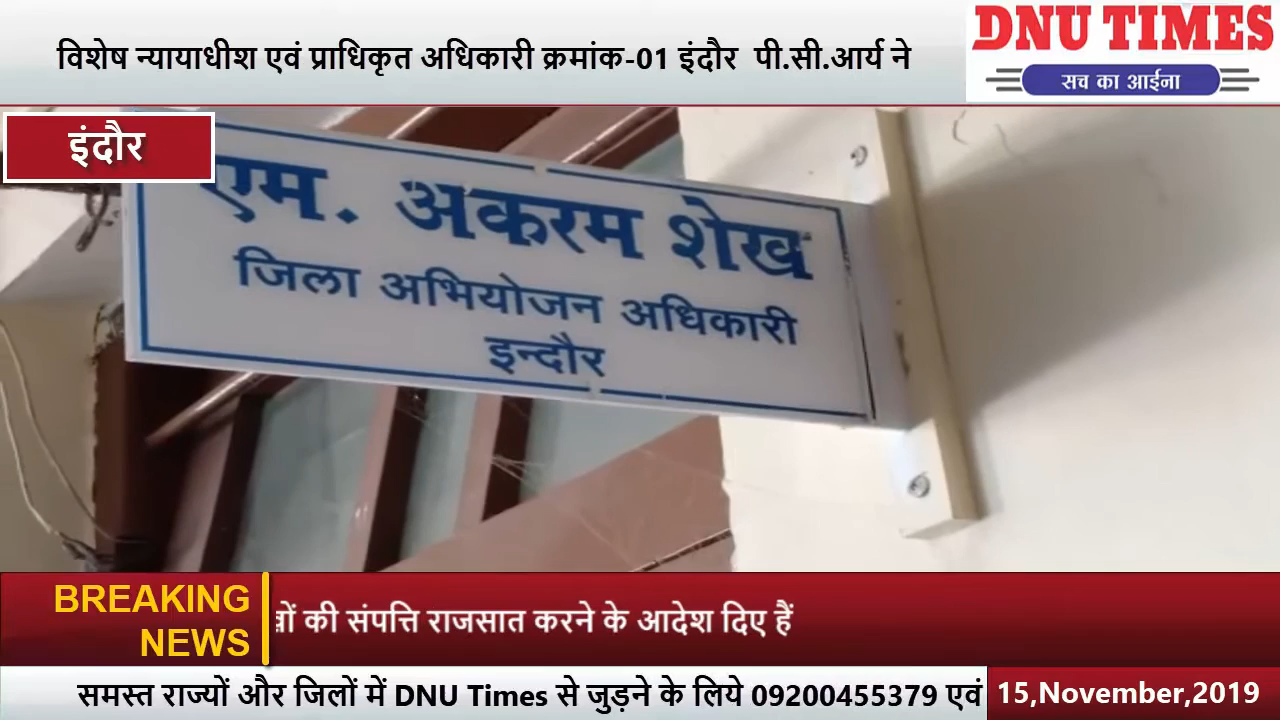 विशेष न्यायाधीश एवं प्राधिकृत अधिकारी क्रमांक-01 इंदौर पी.सी.आर्य ने
DNU TIMES
सच का आईना
इंदौर
एम. अकरम शेख
जिला अभियोजन अधिकारी
इन्दौर
BREAKING
NEWS
की संपत्ति राजसात करने के आदेश दिए हैं
समस्त राज्यों और जिलों में DNU Times से जुड़ने के लिये 09200455379 एवं
15,November,2019